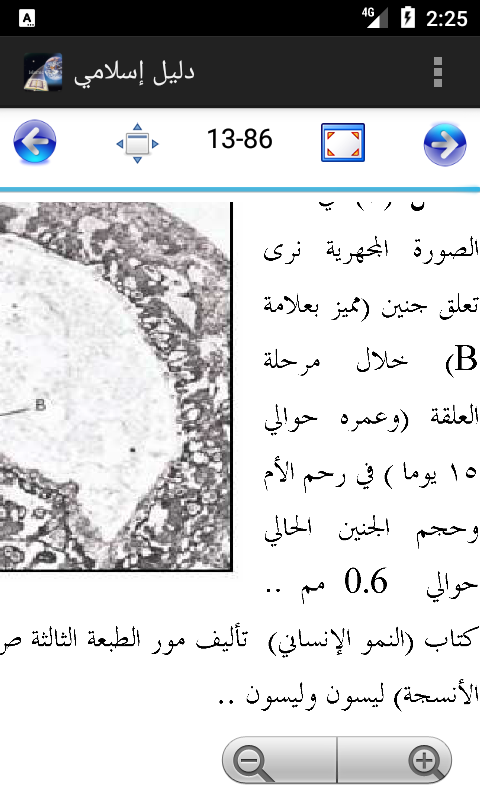 A
4G
2:25
دليل إسلامي
13-86
الصورة المجهرية نرى
تعلق جنين (مميز بعلامة
B) خلال مرحلة
العلقة (وعمره حوالي
١٥ يوما ) في رحم الأم
وحجم الجنين الحالي
حوالي 0.6 مم ..
كتاب (النمو الإنساني) تأليف مور الطبعة الثالثة ص
الأنسجة) ليسون وليسون ..
B